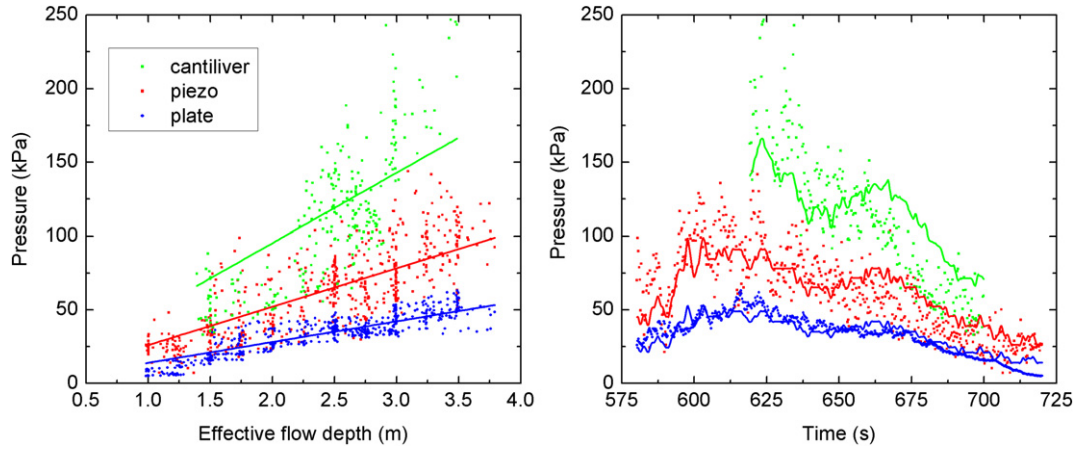 250
200
150
100
50
0
Pressure (kPa)
cantiliver
piezo
plate
0.5 1.0 1.5 2.0 2.5 3.0 3.5 4.0
Effective flow depth (m)
250
200
150
100
50
0
Pressure (kPa)
575 600 625 650 675 700 725
Time (s)